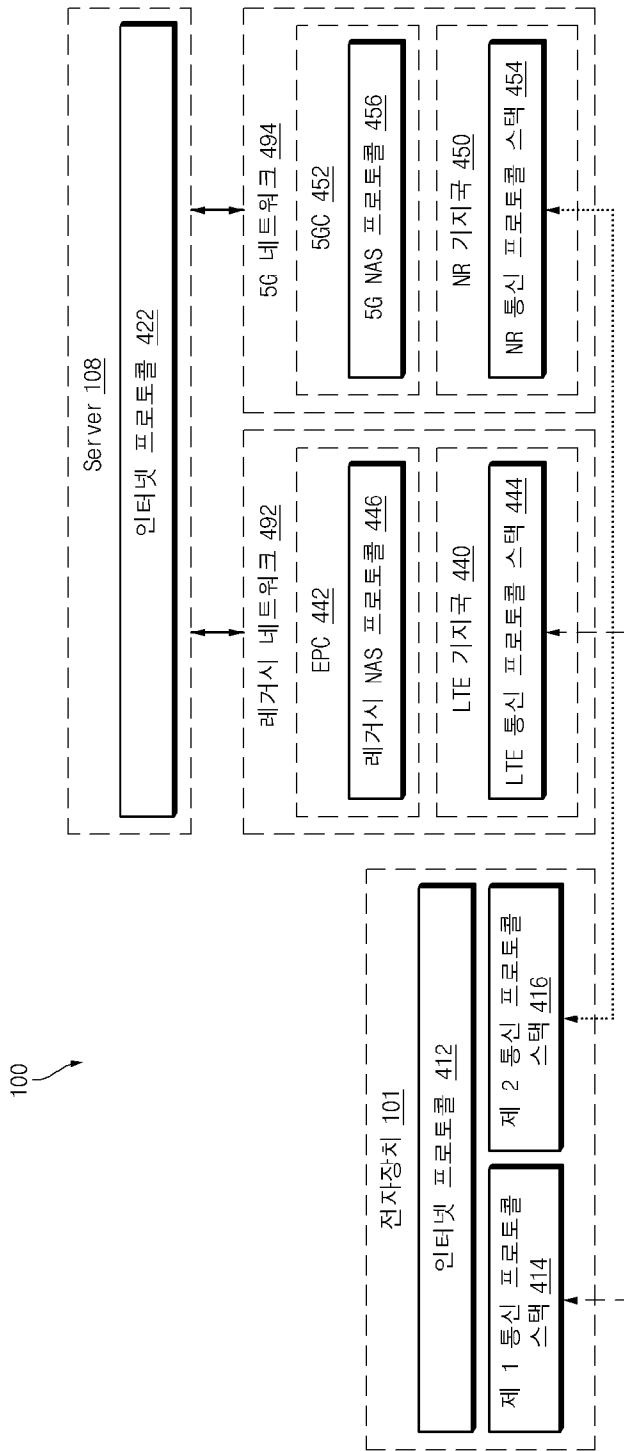 100
전자장치 101
인터넷 프로토콜 412
제 1 통신 프로토콜
스택 414
제 2 통신 프로토콜
스택 416
Server 108
인터넷 프로토콜 422
레거시 네트워크 492
EPC 442
레거시 NAS 프로토콜 446
LTE 기지국 440
LTE 통신 프로토콜 스택 444
5G 네트워크 494
5GC 452
5G NAS 프로토콜 456
NR 기지국 450
NR 통신 프로토콜 스택 454